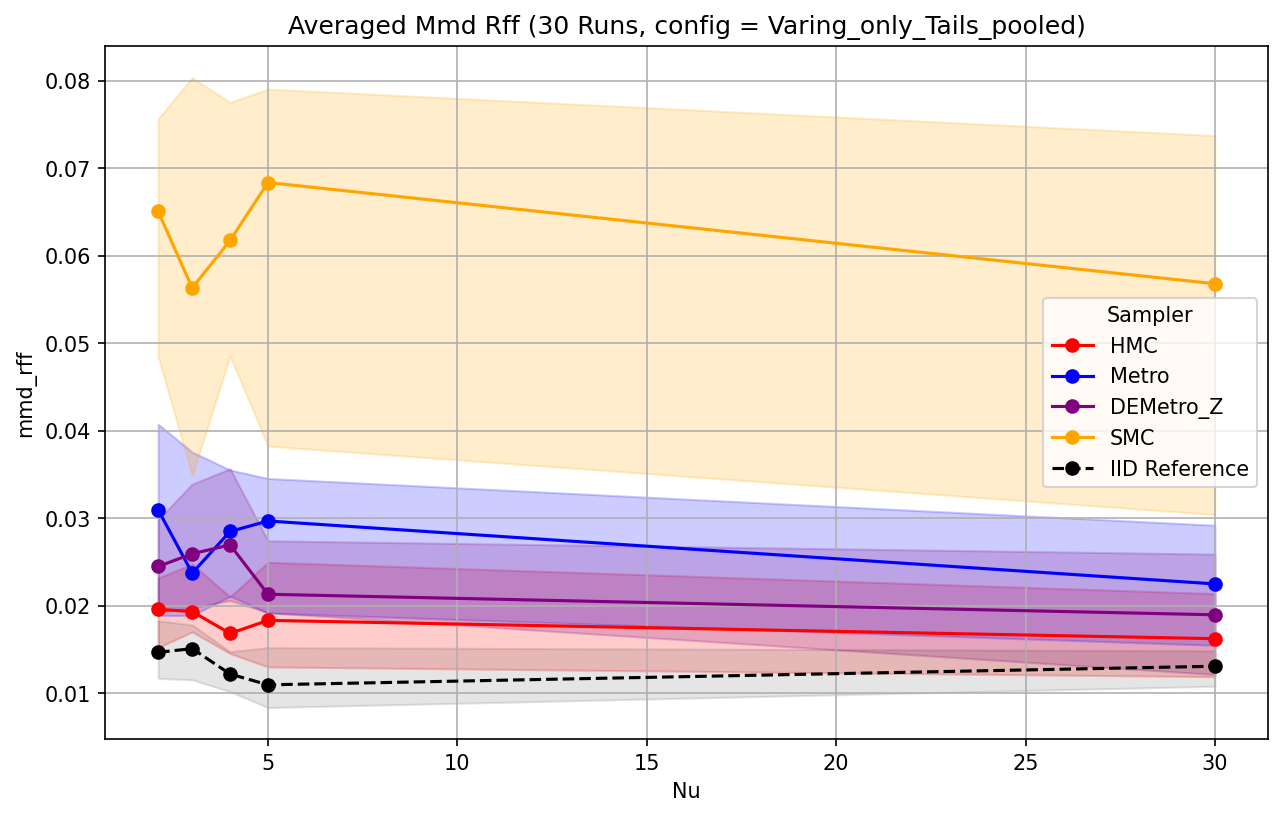 Averaged Mmd Rff (30 Runs, config = Varing_only_Tails_pooled)
mmd_rff
0.08
0.07
0.06
0.05
0.04
0.03
0.02
0.01
Sampler
HMC
Metro
DEMetro_Z
SMC
IID Reference
5
10
15
20
25
30
Nu